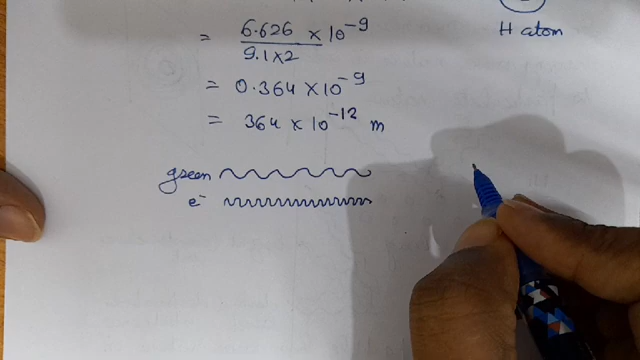 = 6.626 × 10⁻⁹
9.1×2
H atom
= 0.364 × 10⁻⁹
= 364 × 10⁻¹² m
green
e⁻